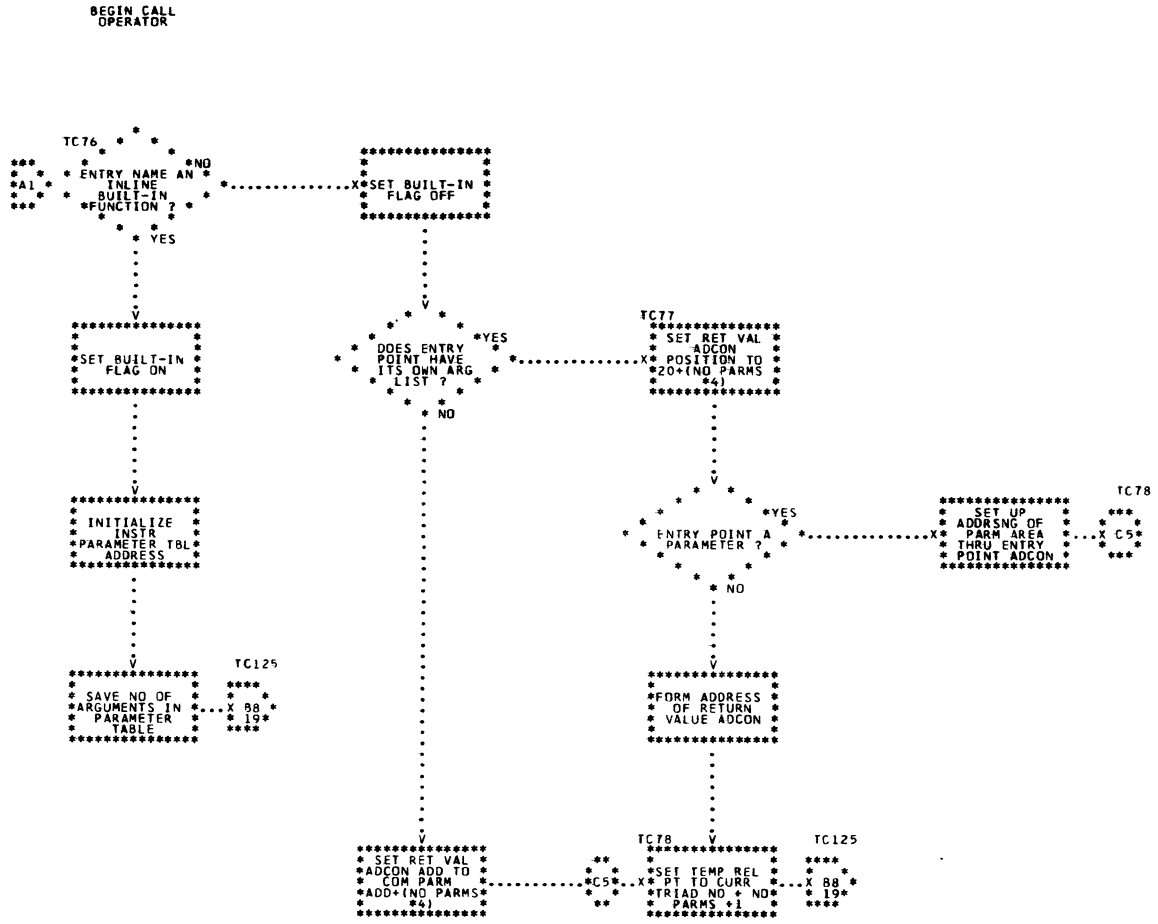 BEGIN CALL
OPERATOR
TC76
NO
A1
ENTRY NAME AN
INLINE
BUILT-IN
FUNCTION ?
YES
SET BUILT-IN
FLAG OFF
SET BUILT-IN
FLAG ON
DOES ENTRY
POINT HAVE
ITS OWN ARG
LIST ?
YES
NO
TC77
SET RET VAL
ADCON
POSITION TO
20+(NO PARMS
*4)
INITIALIZE
INSTR
PARAMETER TBL
ADDRESS
ENTRY POINT A
PARAMETER ?
YES
NO
SET UP
ADDRSNG OF
PARM AREA
THRU ENTRY
POINT ADCON
TC78
C5
SAVE NO OF
ARGUMENTS IN
PARAMETER
TABLE
TC125
B8
19
FORM ADDRESS
OF RETURN
VALUE ADCON
SET RET VAL
ADCON ADD TO
COM PARM
ADD+(NO PARMS
*4)
C5
TC78
SET TEMP REL
PT TO CURR
TRIAD NO + NO
PARMS +1
TC125
B8
19